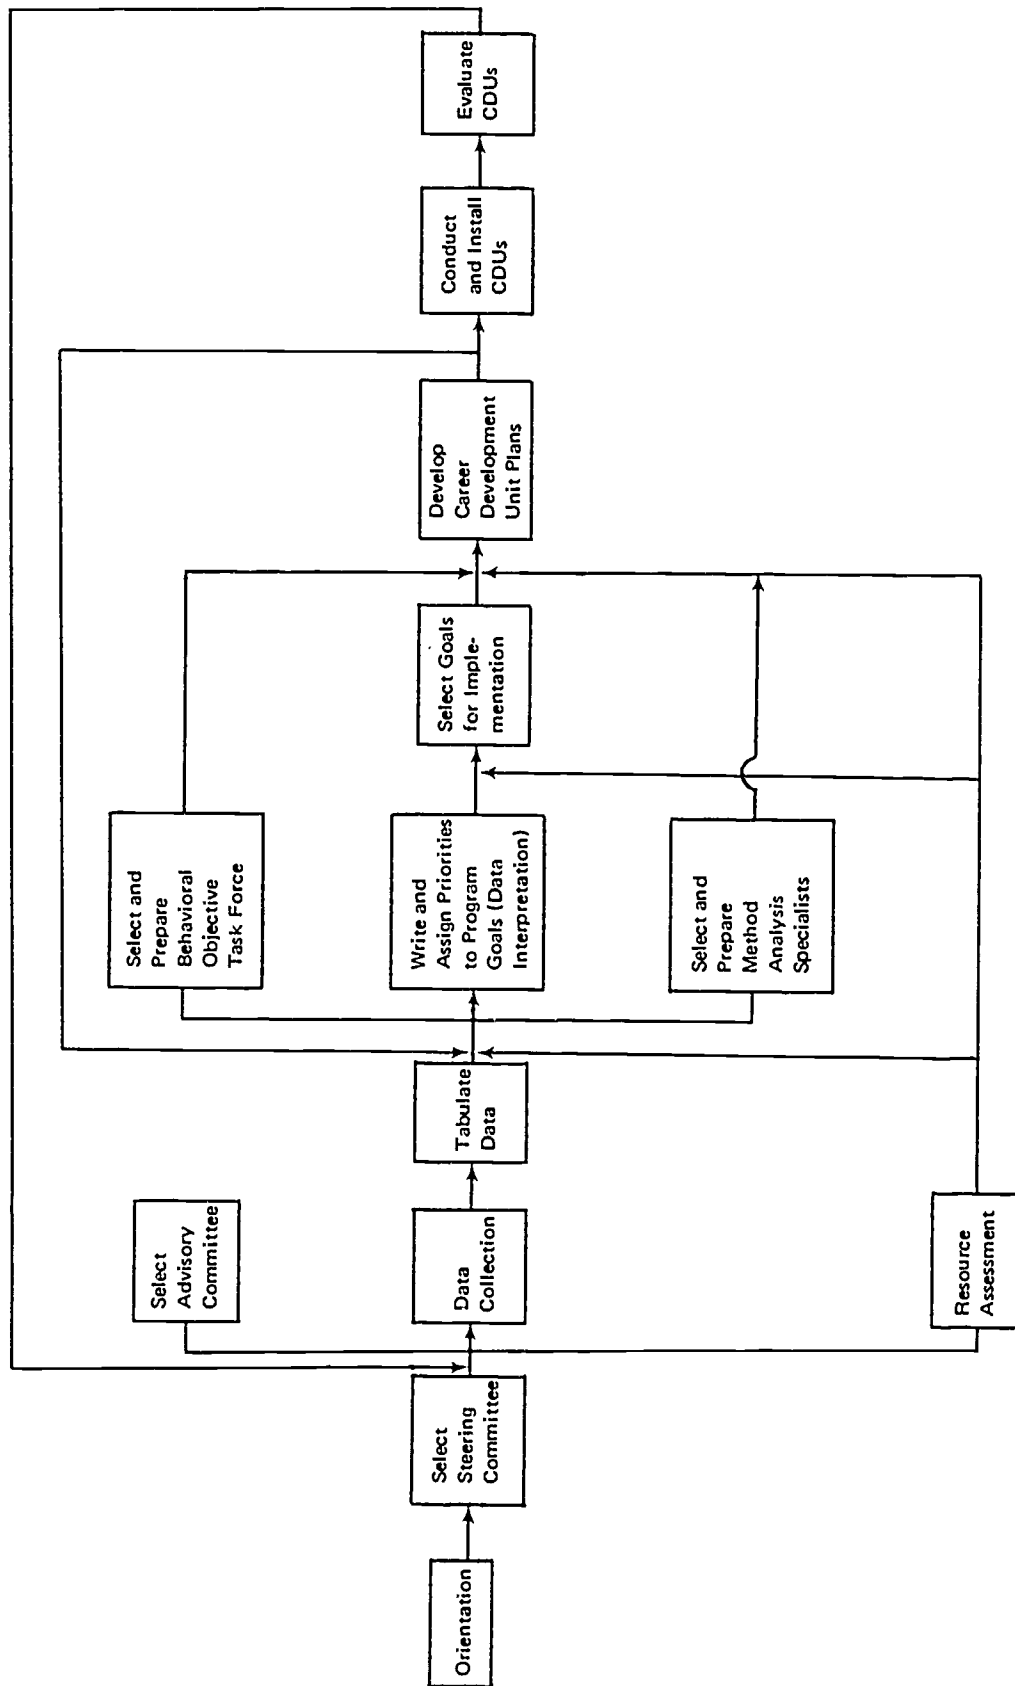 Orientation
Select
Steering
Committee
Select
Advisory
Committee
Data
Collection
Resource
Assessment
Tabulate
Data
Select and
Prepare
Behavioral
Objective
Task Force
Write and
Assign Priorities
to Program
Goals (Data
Interpretation)
Select and
Prepare
Method
Analysis
Specialists
Select Goals
for Imple-
mentation
Develop
Career
Development
Unit Plans
Conduct
and Install
CDUs
Evaluate
CDUs